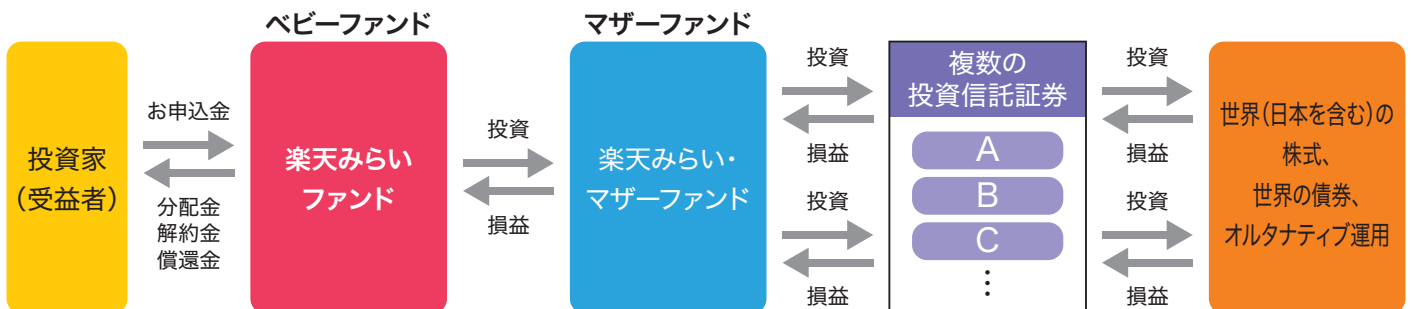 ベビーファンド
マザーファンド
投資家
（受益者）
お申込金
分配金
解約金
償還金
楽天みらい
ファンド
投資
損益
楽天みらい・
マザーファンド
投資
損益
投資
損益
複数の
投資信託証券
A
B
C
⋮
投資
損益
投資
損益
世界（日本を含む）の
株式、
世界の債券、
オルタナティブ運用